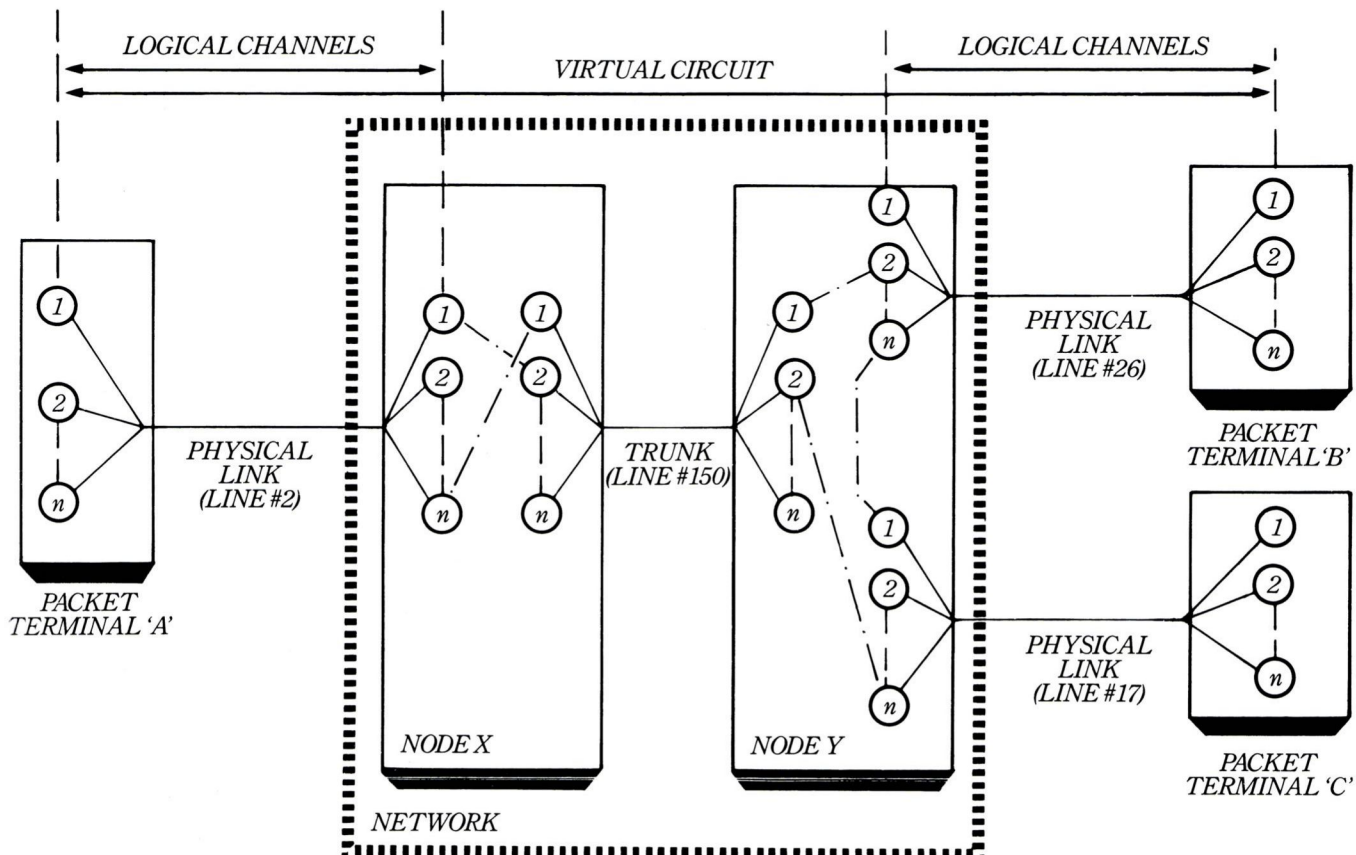 LOGICAL CHANNELS
LOGICAL CHANNELS
VIRTUAL CIRCUIT
1
2
n
PACKET
TERMINAL 'A'
PHYSICAL
LINK
(LINE #2)
1
2
n
1
2
n
NODE X
TRUNK
(LINE #150)
1
2
n
1
2
n
1
2
n
NODE Y
NETWORK
PHYSICAL
LINK
(LINE #26)
1
2
n
PACKET
TERMINAL 'B'
PHYSICAL
LINK
(LINE #17)
1
2
n
PACKET
TERMINAL 'C'